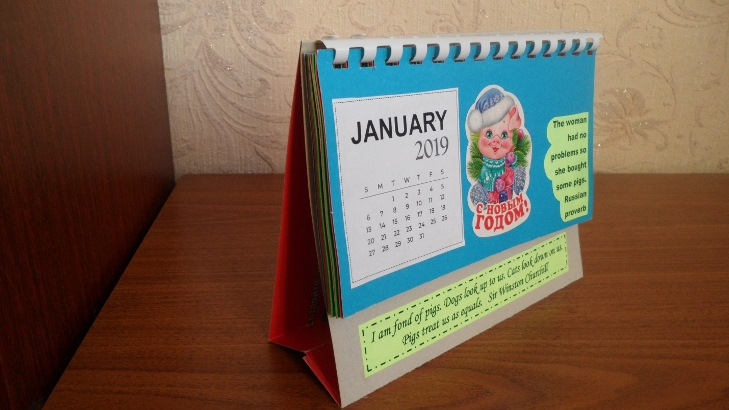 JANUARY
2019
S M T W T F S
1 2 3 4 5
6 7 8 9 10 11 12
13 14 15 16 17 18 19
20 21 22 23 24 25 26
27 28 29 30 31
С НОВЫМ
ГОДОМ!
The woman
had no
problems so
she bought
some pigs.
Russian
proverb
I am fond of pigs. Dogs look up to us. Cats look down on us.
Pigs treat us as equals. Sir Winston Churchill